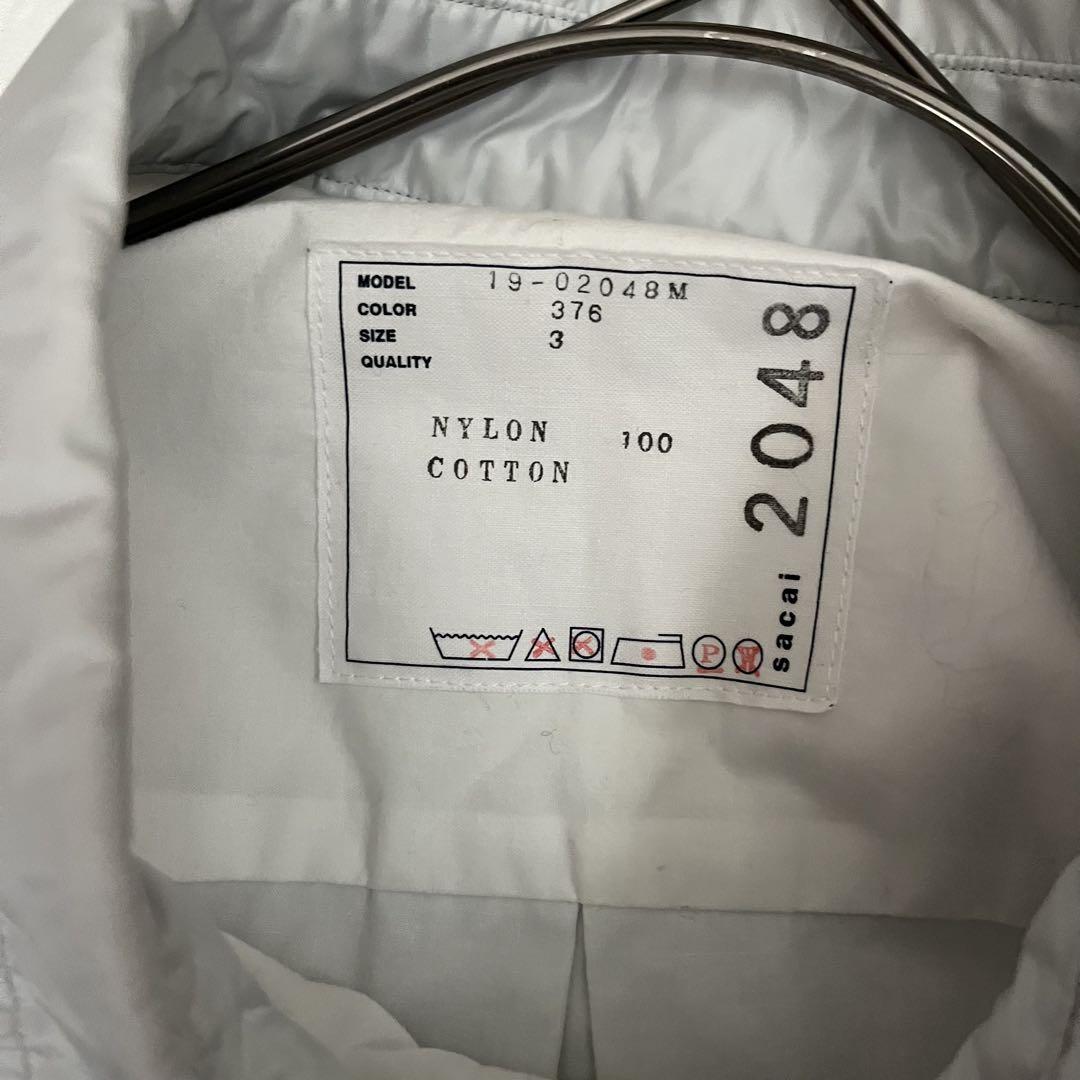 MODEL 19-02048M
COLOR 376
SIZE 3
QUALITY
NYLON 100
COTTON
P
W
sacai 2048